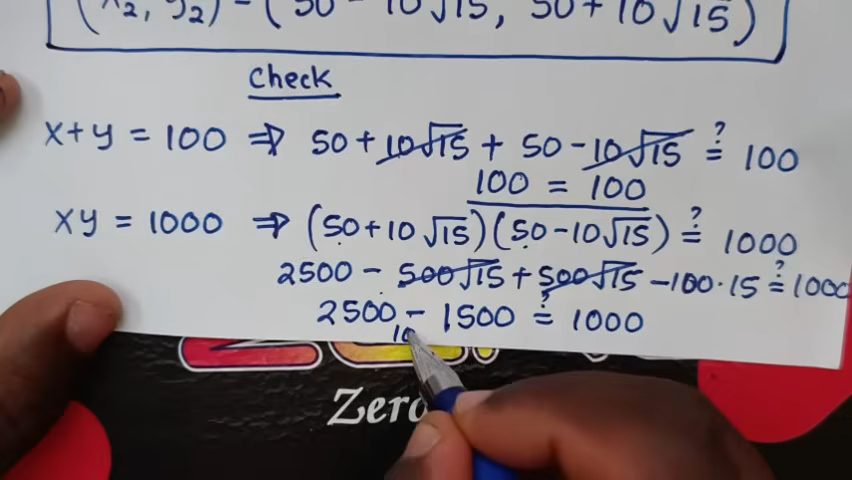 (x₂, y₂) = (50 - 10√15, 50 + 10√15)
Check
x+y = 100 ⇒ 50 + 10√15 + 50 - 10√15 ≟ 100
100 = 100
xy = 1000 ⇒ (50+10√15)(50-10√15) ≟ 1000
2500 - 500√15 + 500√15 - 100·15 ≟ 1000
2500 - 1500 ≟ 1000
10
Zero